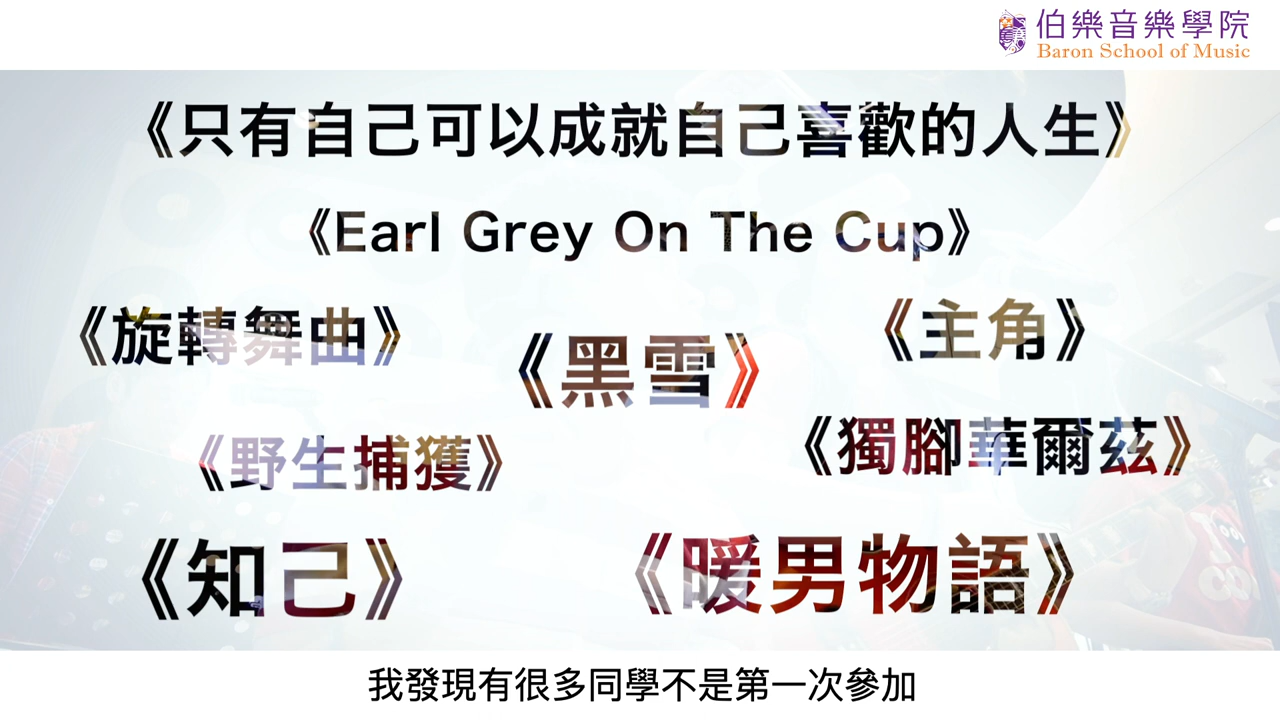 伯樂音樂學院
Baron School of Music
《只有自己可以成就自己喜歡的人生》
《Earl Grey On The Cup》
《旋轉舞曲》
《黑雪》
《主角》
《野生捕獲》
《獨腳華爾茲》
《知己》
《暖男物語》
我發現有很多同學不是第一次參加